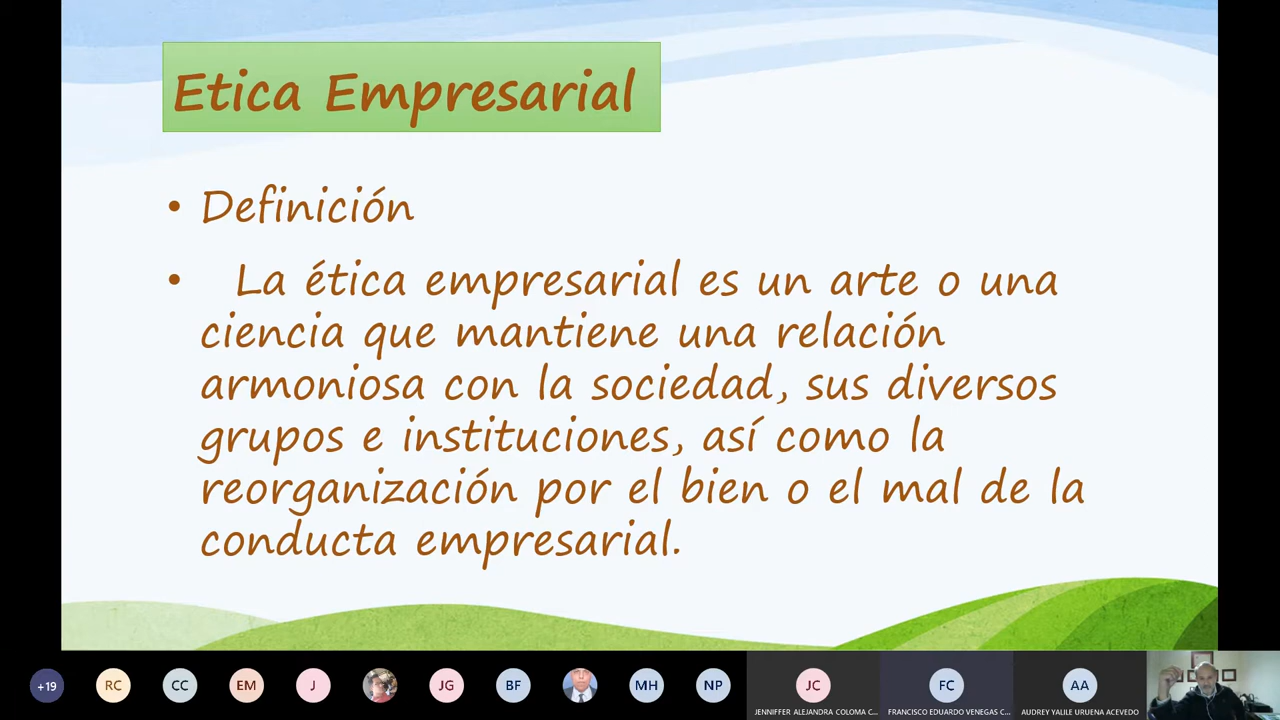 Etica Empresarial
• Definición
• La ética empresarial es un arte o una
ciencia que mantiene una relación
armoniosa con la sociedad, sus diversos
grupos e instituciones, así como la
reorganización por el bien o el mal de la
conducta empresarial.
+19 RC CC EM J JG BF MH NP JC FC AA
JENNIFFER ALEJANDRA COLOMA C... FRANCISCO EDUARDO VENEGAS C... AUDREY YALILE URUENA ACEVEDO